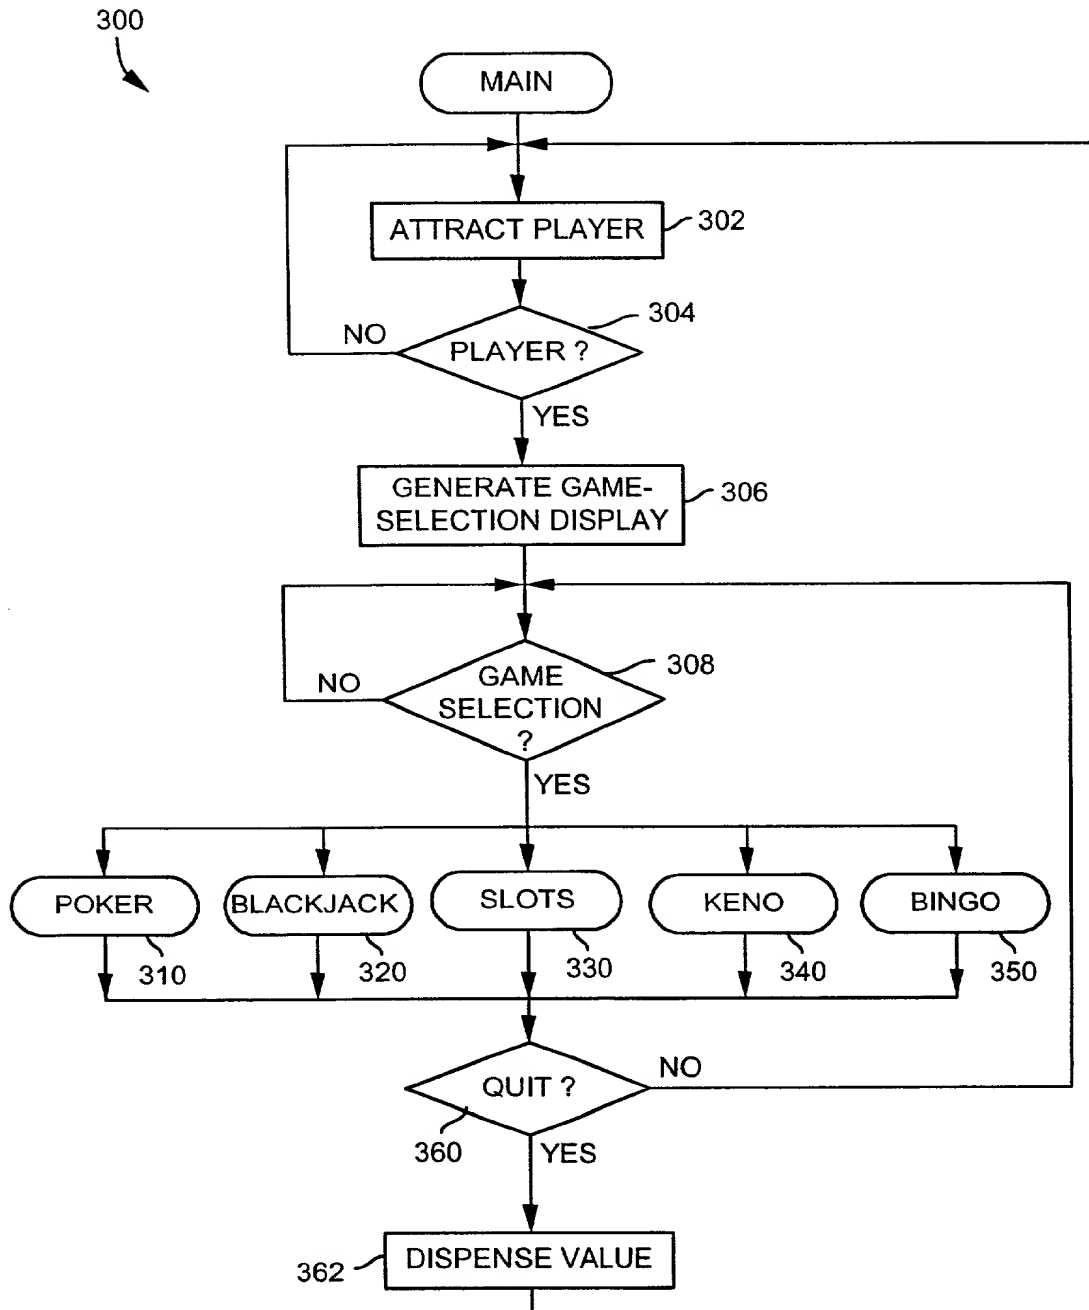 300
MAIN
ATTRACT PLAYER
302
304
NO
PLAYER ?
YES
GENERATE GAME-
SELECTION DISPLAY
306
308
NO
GAME
SELECTION
?
YES
POKER
BLACKJACK
SLOTS
KENO
BINGO
310
320
330
340
350
QUIT ?
NO
360
YES
DISPENSE VALUE
362